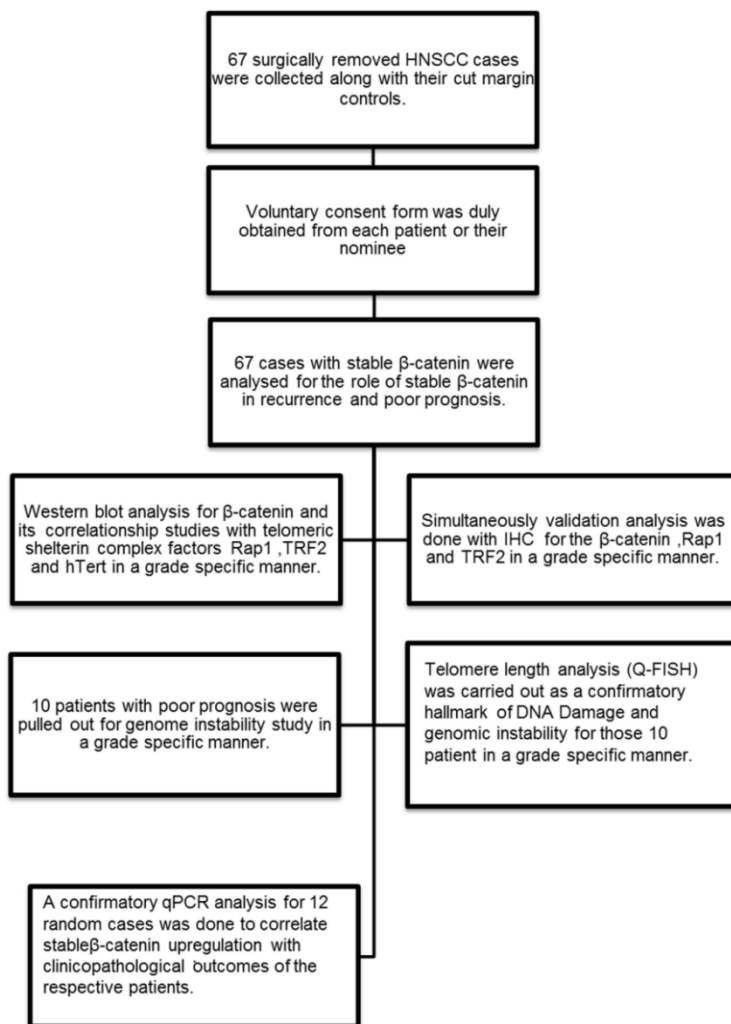 67 surgically removed HNSCC cases
were collected along with their cut margin
controls.
Voluntary consent form was duly
obtained from each patient or their
nominee
67 cases with stable β-catenin were
analysed for the role of stable β-catenin
in recurrence and poor prognosis.
Western blot analysis for β-catenin and
its correlationship studies with telomeric
shelterin complex factors Rap1 ,TRF2
and hTert in a grade specific manner.
Simultaneously validation analysis was
done with IHC for the β-catenin ,Rap1
and TRF2 in a grade specific manner.
10 patients with poor prognosis were
pulled out for genome instability study in
a grade specific manner.
Telomere length analysis (Q-FISH)
was carried out as a confirmatory
hallmark of DNA Damage and
genomic instability for those 10
patient in a grade specific manner.
A confirmatory qPCR analysis for 12
random cases was done to correlate
stableβ-catenin upregulation with
clinicopathological outcomes of the
respective patients.